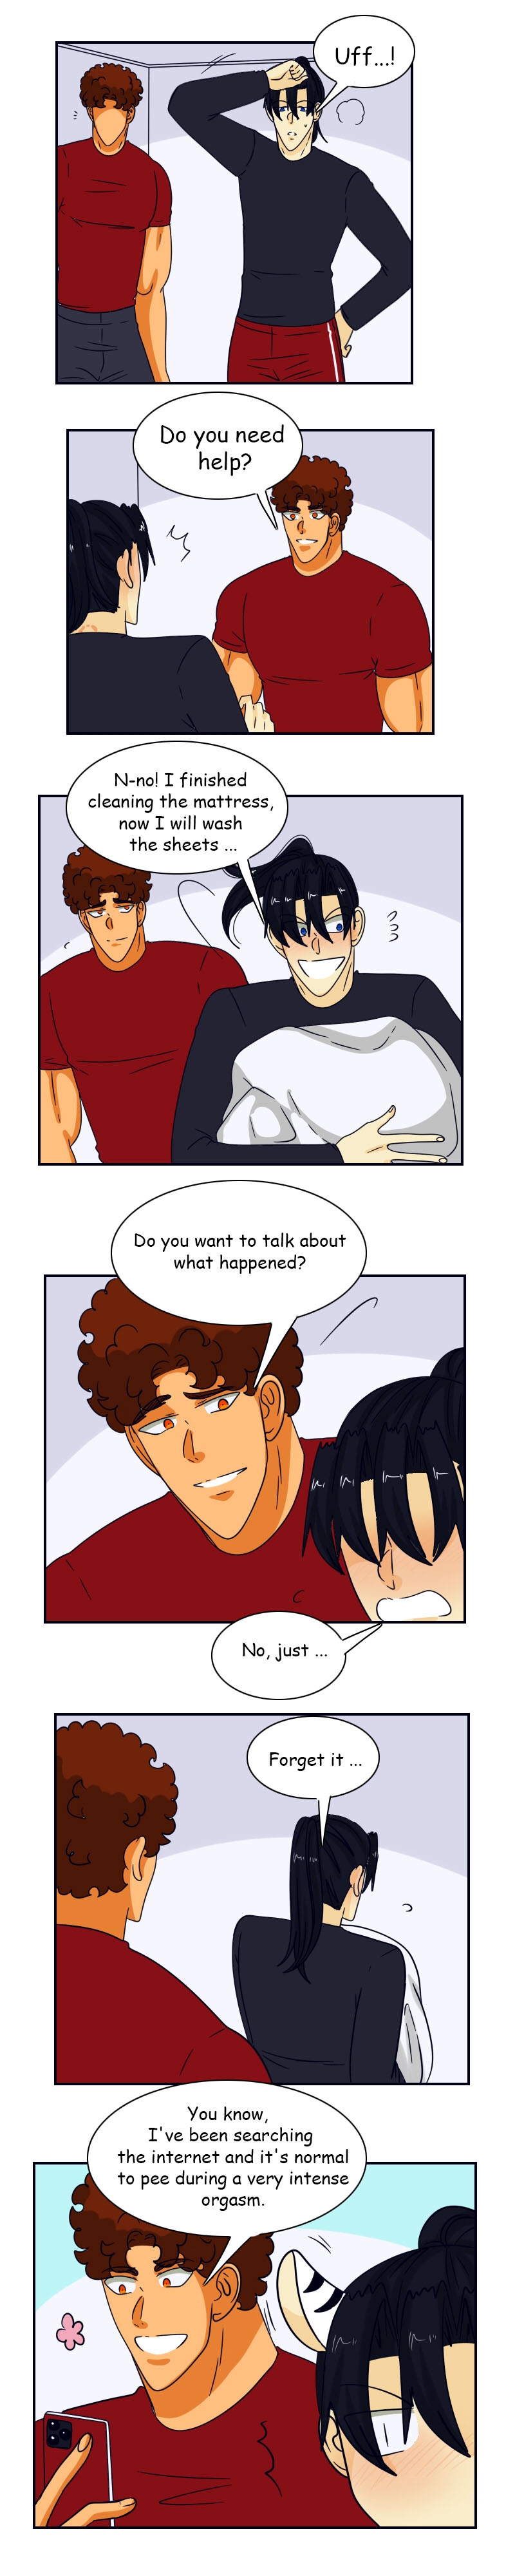 Uff...!
Do you need
help?
N-no! I finished
cleaning the mattress,
now I will wash
the sheets ...
Do you want to talk about
what happened?
No, just ...
Forget it ...
You know,
I've been searching
the internet and it's normal
to pee during a very intense
orgasm.